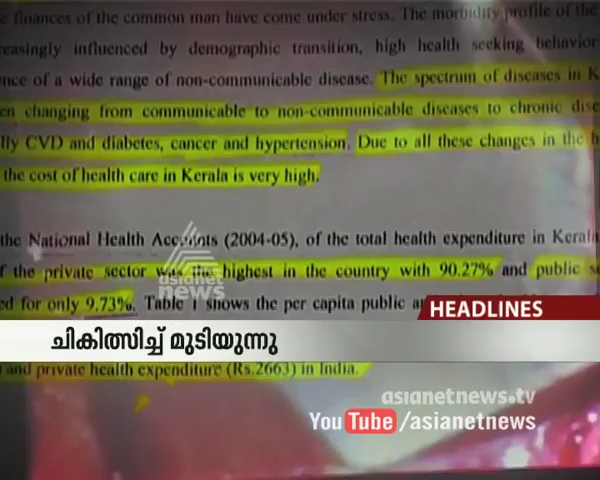 finances of the common man have come under stress. The morbidity profile of the
easingly influenced by demographic transition, high health seeking behavior
ence of a wide range of non-communicable disease. The spectrum of diseases in K
en changing from communicable to non-communicable diseases to chronic dise
lly CVD and diabetes, cancer and hypertension. Due to all these changes in the h
the cost of health care in Kerala is very high.
the National Health Accounts (2004-05), of the total health expenditure in Kerala
f the private sector was the highest in the country with 90.27% and public s
ed for only 9.73%. Table 1 shows the per capita public a
asianet
news
HEADLINES
ചികിത്സിച്ച് മുടിയുന്നു
and private health expenditure (Rs.2663) in India.
asianetnews.tv
YouTube/asianetnews